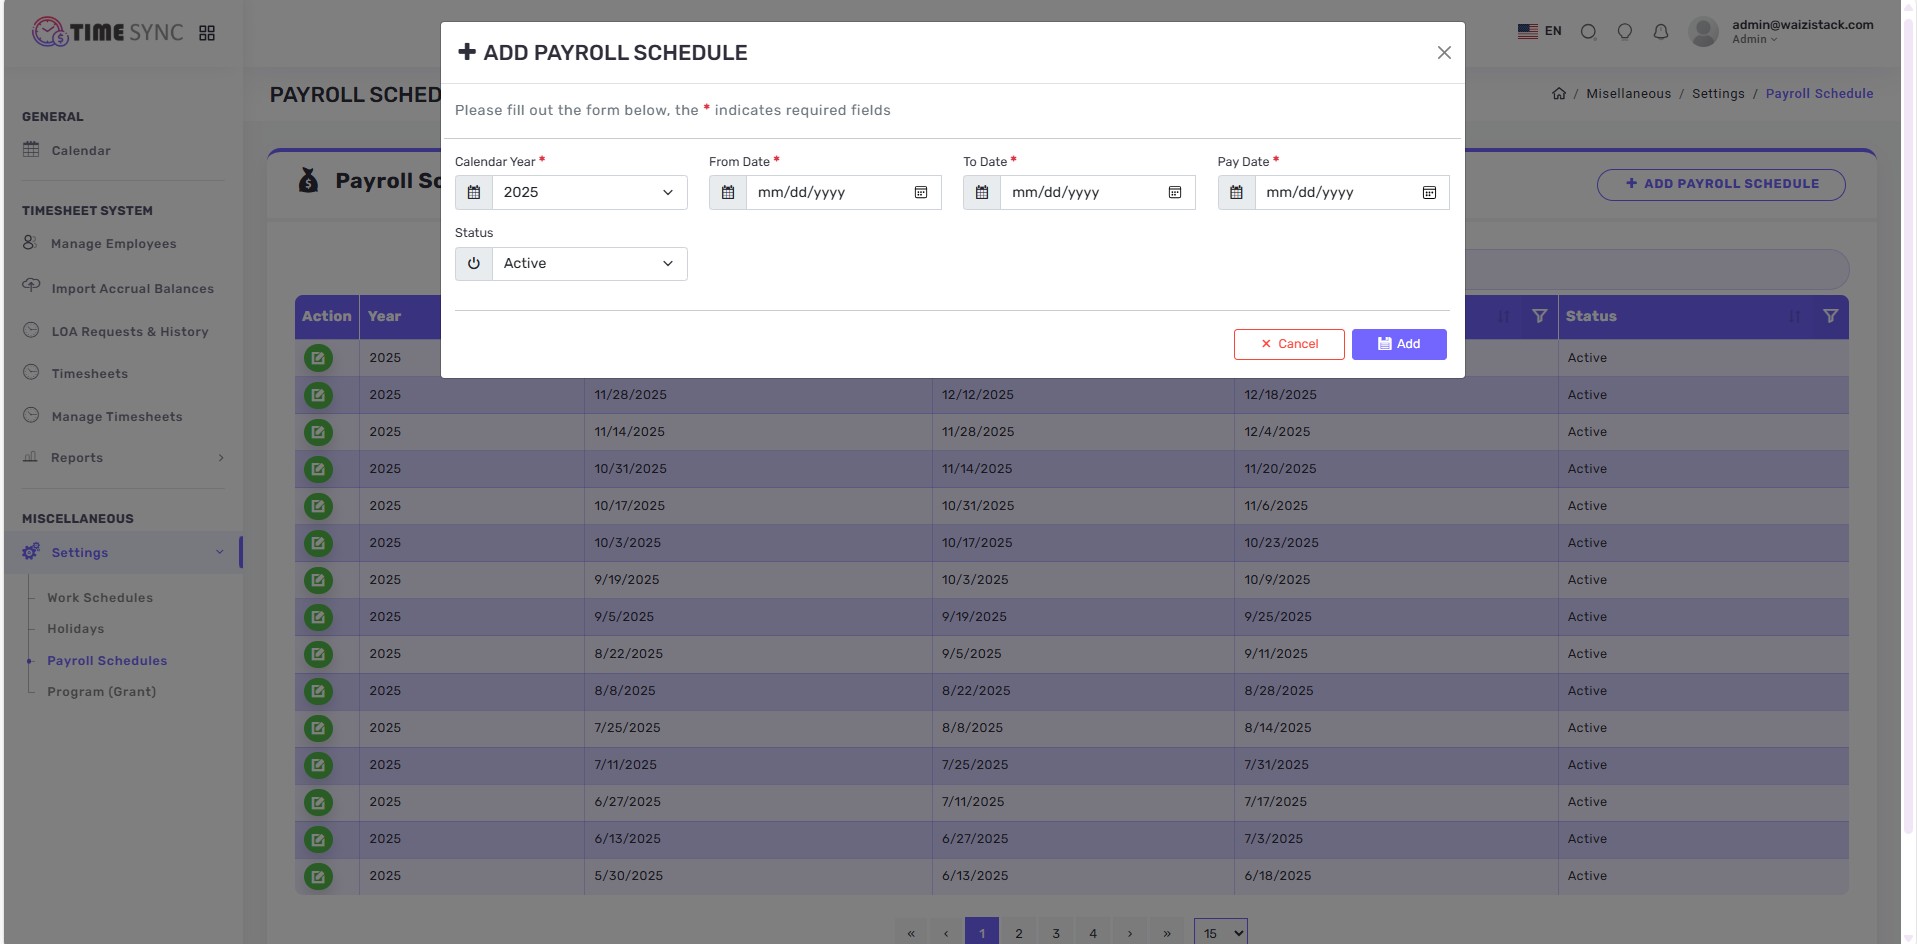 TIME SYNC
EN
admin@waizistack.com
Admin
GENERAL
Calendar
TIMESHEET SYSTEM
Manage Employees
Import Accrual Balances
LOA Requests & History
Timesheets
Manage Timesheets
Reports
MISCELLANEOUS
Settings
Work Schedules
Holidays
Payroll Schedules
Program (Grant)
PAYROLL SCHED
/ Misellaneous / Settings / Payroll Schedule
Payroll Sc
+ ADD PAYROLL SCHEDULE
+ ADD PAYROLL SCHEDULE
Please fill out the form below, the * indicates required fields
Calendar Year * From Date * To Date * Pay Date *
2025 mm/dd/yyyy mm/dd/yyyy mm/dd/yyyy
Status
Active
× Cancel Add
Action Year Status
2025 Active
2025 11/28/2025 12/12/2025 12/18/2025 Active
2025 11/14/2025 11/28/2025 12/4/2025 Active
2025 10/31/2025 11/14/2025 11/20/2025 Active
2025 10/17/2025 10/31/2025 11/6/2025 Active
2025 10/3/2025 10/17/2025 10/23/2025 Active
2025 9/19/2025 10/3/2025 10/9/2025 Active
2025 9/5/2025 9/19/2025 9/25/2025 Active
2025 8/22/2025 9/5/2025 9/11/2025 Active
2025 8/8/2025 8/22/2025 8/28/2025 Active
2025 7/25/2025 8/8/2025 8/14/2025 Active
2025 7/11/2025 7/25/2025 7/31/2025 Active
2025 6/27/2025 7/11/2025 7/17/2025 Active
2025 6/13/2025 6/27/2025 7/3/2025 Active
2025 5/30/2025 6/13/2025 6/18/2025 Active
« ‹ 1 2 3 4 › » 15